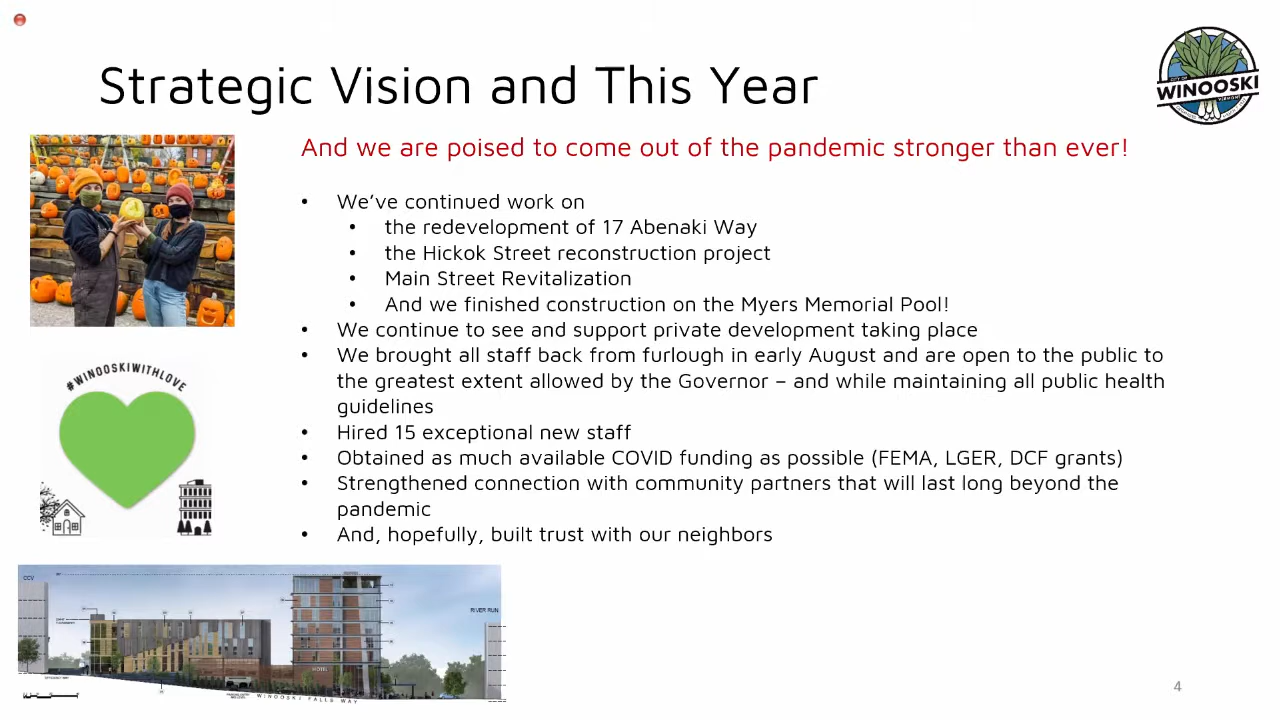 Strategic Vision and This Year
CITY OF
WINOOSKI
VERMONT
And we are poised to come out of the pandemic stronger than ever!
• We’ve continued work on
• the redevelopment of 17 Abenaki Way
• the Hickok Street reconstruction project
• Main Street Revitalization
• And we finished construction on the Myers Memorial Pool!
• We continue to see and support private development taking place
• We brought all staff back from furlough in early August and are open to the public to
the greatest extent allowed by the Governor – and while maintaining all public health
guidelines
• Hired 15 exceptional new staff
• Obtained as much available COVID funding as possible (FEMA, LGER, DCF grants)
• Strengthened connection with community partners that will last long beyond the
pandemic
• And, hopefully, built trust with our neighbors
#WINOOSKIWITHLOVE
CCV
RIVER RUN
HOTEL
WINOOSKI FALLS WAY
4